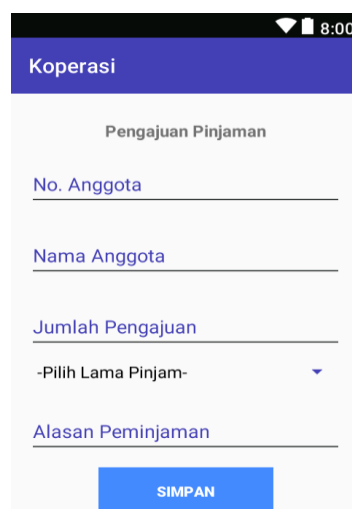 8:00
Koperasi
Pengajuan Pinjaman
No. Anggota
Nama Anggota
Jumlah Pengajuan
-Pilih Lama Pinjam-
Alasan Peminjaman
SIMPAN